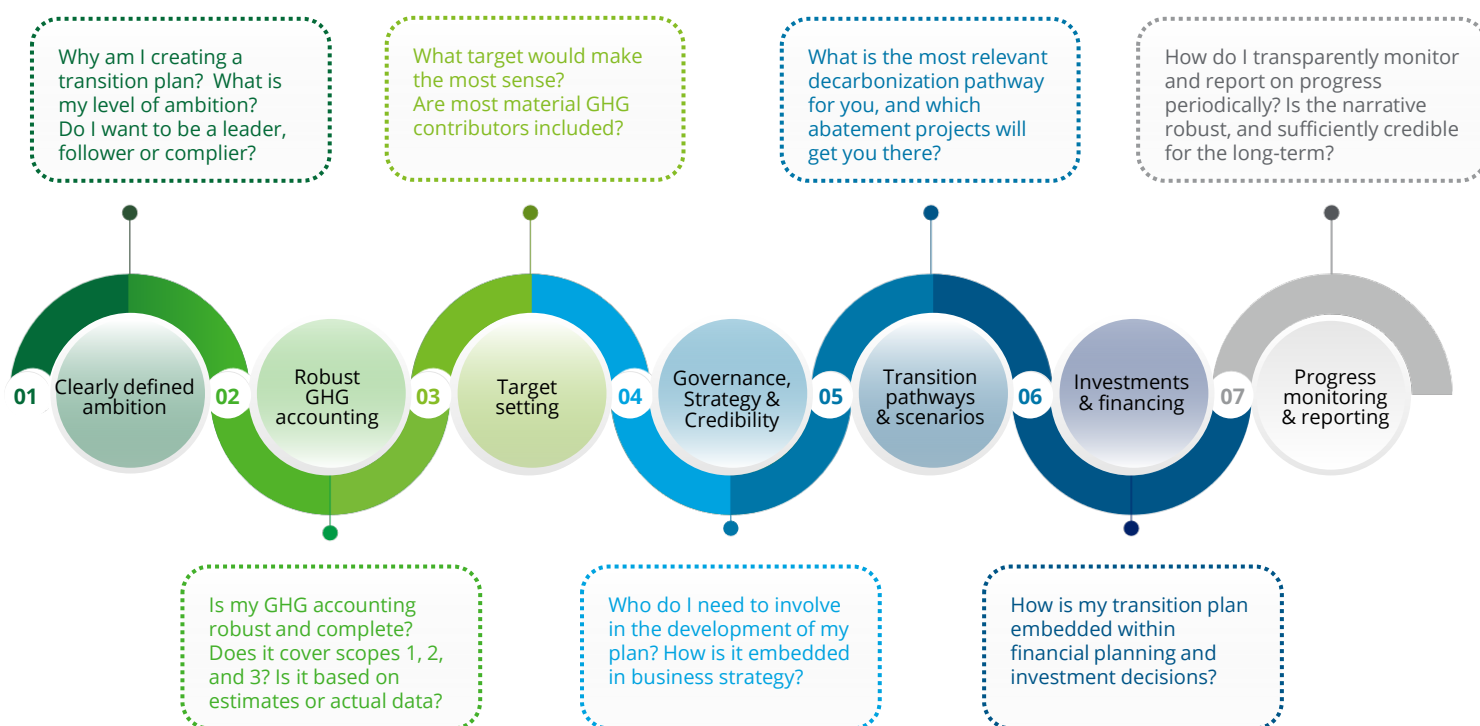 Why am I creating a
transition plan? What is
my level of ambition?
Do I want to be a leader,
follower or complier?
What target would make
the most sense?
Are most material GHG
contributors included?
What is the most relevant
decarbonization pathway
for you, and which
abatement projects will
get you there?
How do I transparently monitor
and report on progress
periodically? Is the narrative
robust, and sufficiently credible
for the long-term?
01
Clearly defined
ambition
02
Robust
GHG
accounting
03
Target
setting
04
Governance,
Strategy &
Credibility
05
Transition
pathways
& scenarios
06
Investments
& financing
07
Progress
monitoring
& reporting
Is my GHG accounting
robust and complete?
Does it cover scopes 1, 2,
and 3? Is it based on
estimates or actual data?
Who do I need to involve
in the development of my
plan? How is it embedded
in business strategy?
How is my transition plan
embedded within
financial planning and
investment decisions?